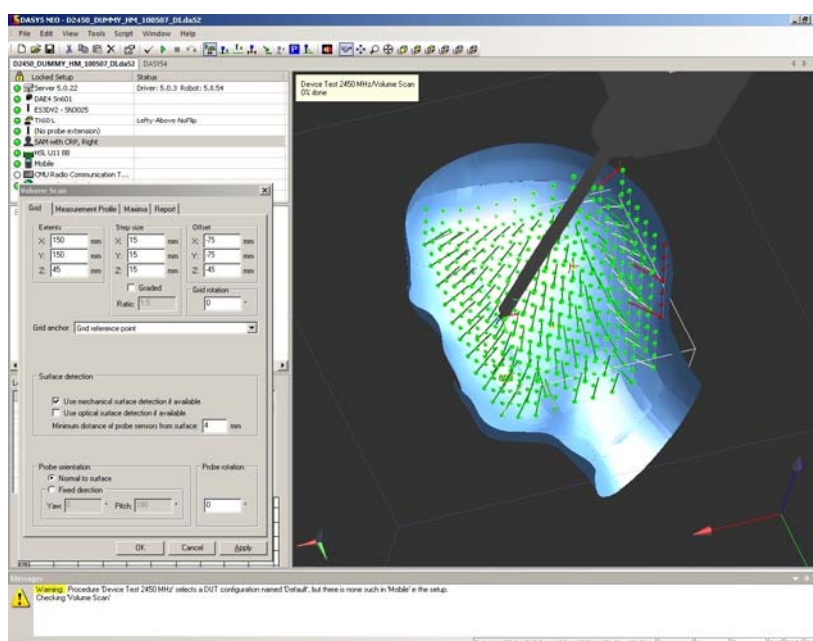 DASY5 NEO - D2450_DUMMY_HM_100507_DI.da52
File Edit View Tools Script Window Help
D2450_DUMMY_HM_100507_DI.da52 DASY54
Locked Setup Status
Server 5.0.22 Driver: 5.0.3 Robot: 5.8.54
DAE4 Sn601
ES3DV2 - SN3025
TX60 L Lefty-Above-NoFlip
(No probe extension)
SAM with CRP, Right
HSL U11 BB
Mobile
CMU Radio Communication T...
Device Test 2450 MHz/Volume Scan
0% done
Volume Scan
Grid Measurement Profile Maxima Report
Extents Step size Offset
X: 150 mm X: 15 mm X: -75 mm
Y: 150 mm Y: 15 mm Y: -75 mm
Z: 45 mm Z: 15 mm Z: -45 mm
Graded Grid rotation
Ratio: 1.5 0 °
Grid anchor: Grid reference point
Surface detection
Use mechanical surface detection if available
Use optical surface detection if available
Minimum distance of probe sensors from surface: 4 mm
Probe orientation Probe rotation
Normal to surface
Fixed direction
Yaw: 0 ° Pitch: 180 ° 0 °
OK Cancel Apply
Messages
Warning: Procedure 'Device Test 2450 MHz' selects a DUT configuration named 'Default', but there is none such in 'Mobile' in the setup.
Checking 'Volume Scan'